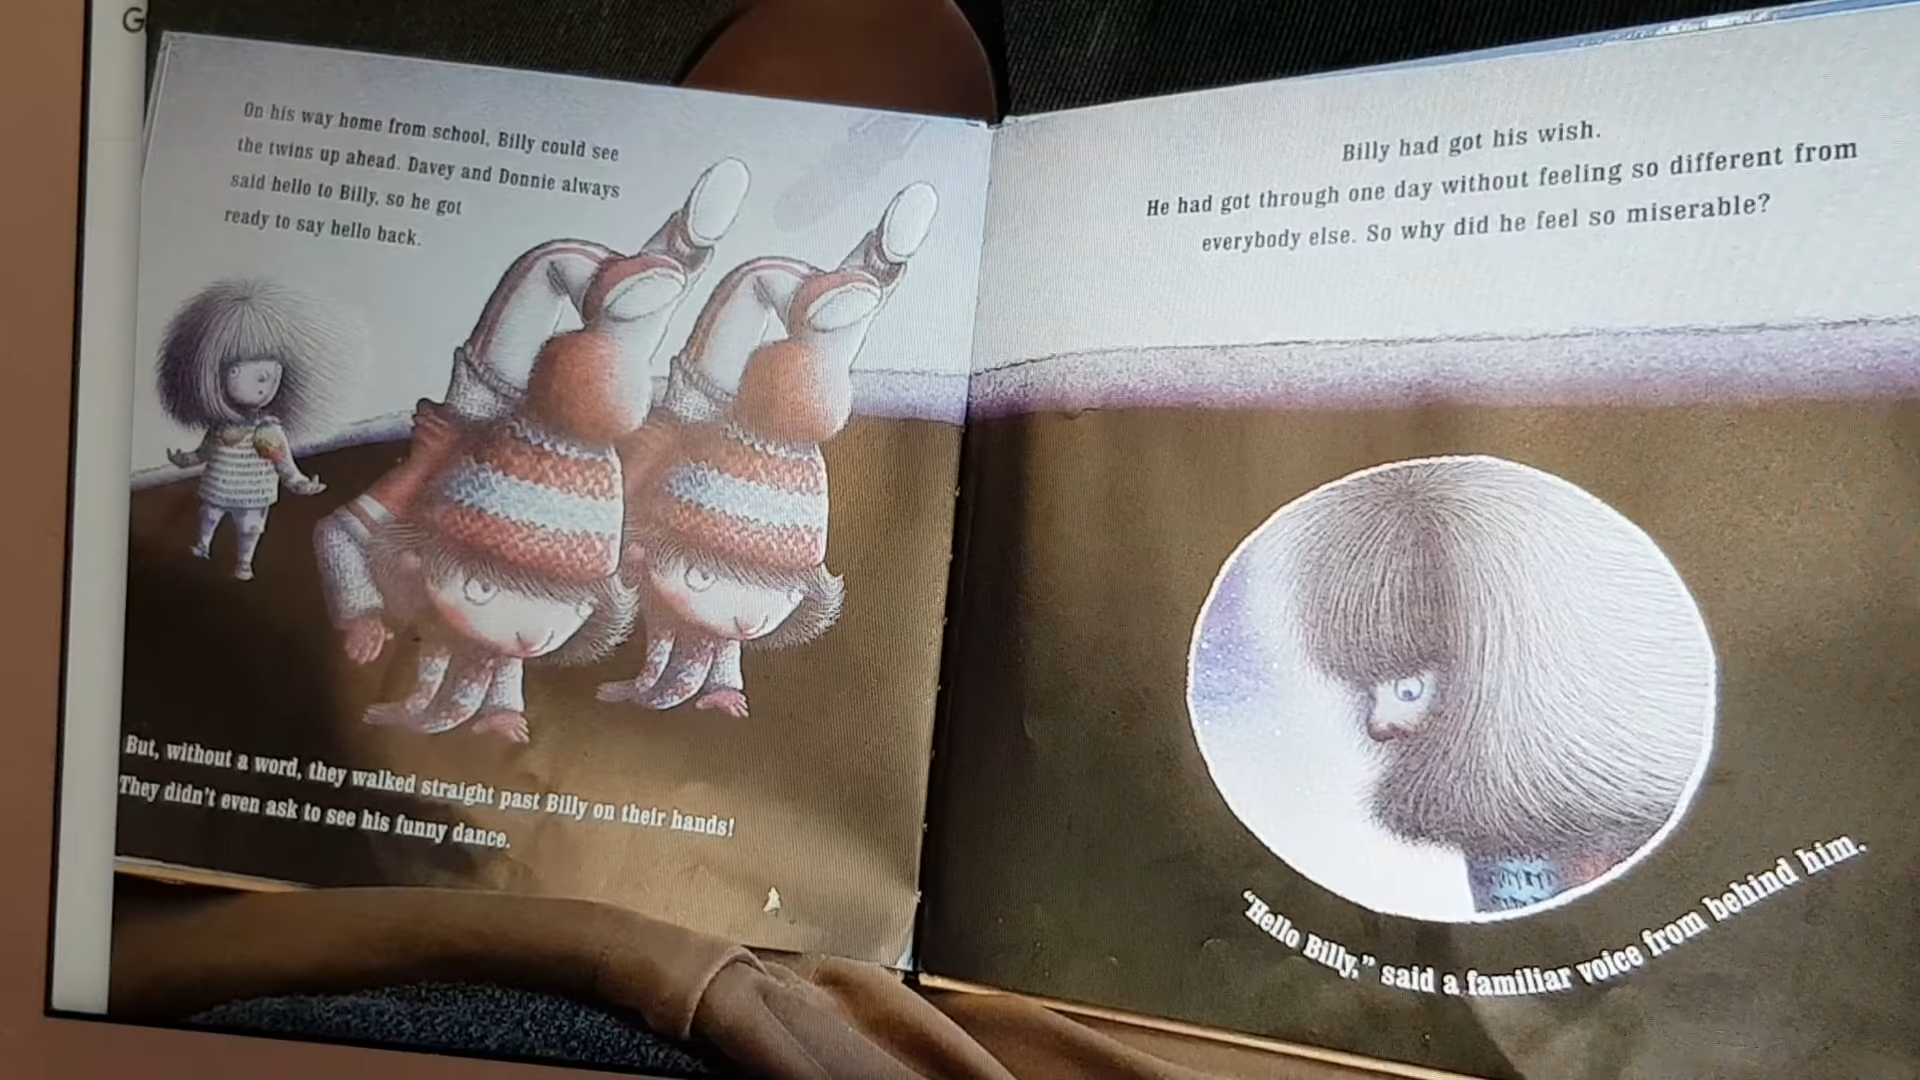 G
On his way home from school, Billy could see
the twins up ahead. Davey and Donnie always
said hello to Billy, so he got
ready to say hello back.
But, without a word, they walked straight past Billy on their hands!
They didn't even ask to see his funny dance.
Billy had got his wish.
He had got through one day without feeling so different from
everybody else. So why did he feel so miserable?
"Hello Billy," said a familiar voice from behind him.